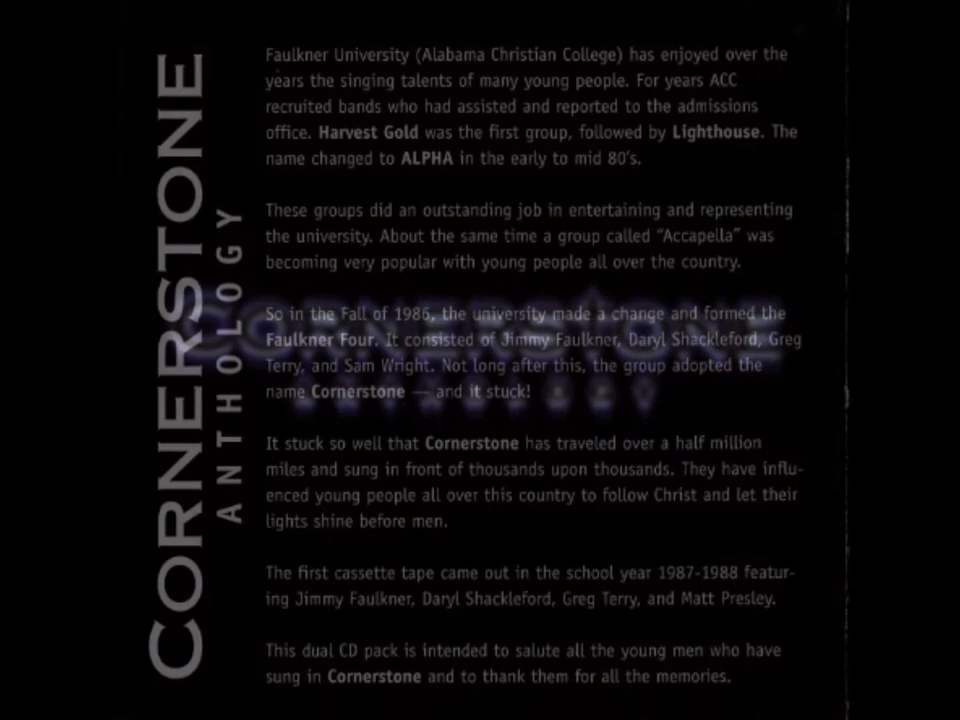 CORNERSTONE
ANTHOLOGY
Faulkner University (Alabama Christian College) has enjoyed over the
years the singing talents of many young people. For years ACC
recruited bands who had assisted and reported to the admissions
office. Harvest Gold was the first group, followed by Lighthouse. The
name changed to ALPHA in the early to mid 80's.
These groups did an outstanding job in entertaining and representing
the university. About the same time a group called “Accapella” was
becoming very popular with young people all over the country.
So in the Fall of 1986, the university made a change and formed the
Faulkner Four. It consisted of Jimmy Faulkner, Daryl Shackleford, Greg
Terry, and Sam Wright. Not long after this, the group adopted the
name Cornerstone — and it stuck!
It stuck so well that Cornerstone has traveled over a half million
miles and sung in front of thousands upon thousands. They have influ-
enced young people all over this country to follow Christ and let their
lights shine before men.
The first cassette tape came out in the school year 1987-1988 featur-
ing Jimmy Faulkner, Daryl Shackleford, Greg Terry, and Matt Presley.
This dual CD pack is intended to salute all the young men who have
sung in Cornerstone and to thank them for all the memories.
CORNERSTONE
ANTHOLOGY